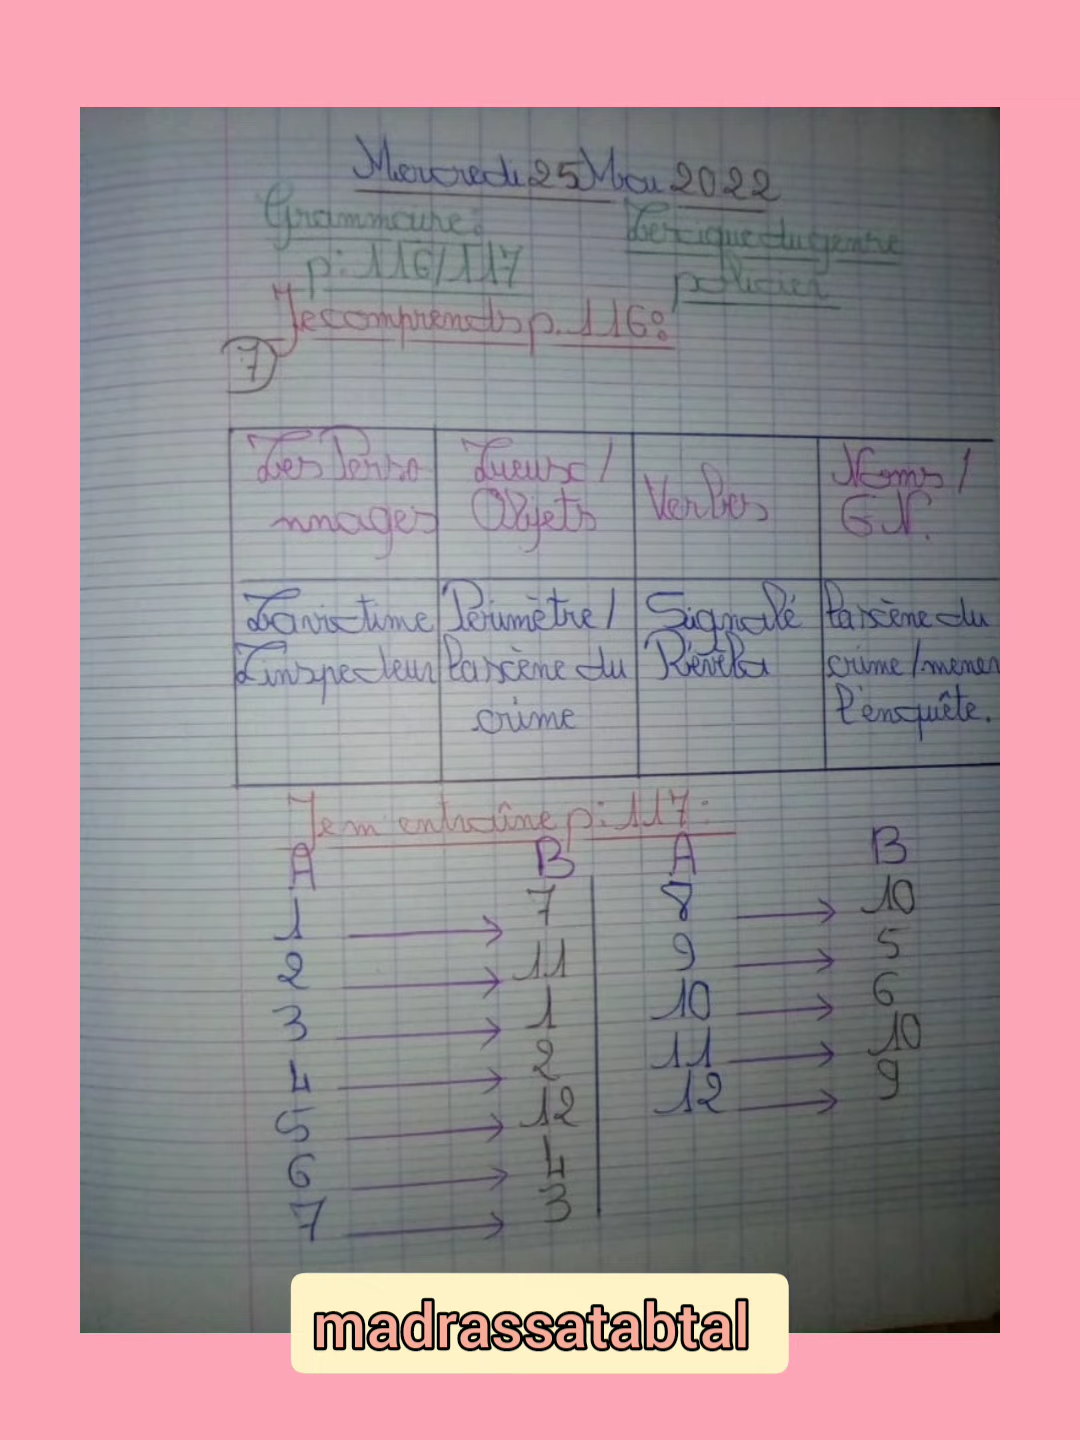 Mercredi 25 Mai 2022
Grammaire: Lexique du genre
p: 116/117 policier
Je comprends p. 116:
7
Les Perso Lieux / Verbes Noms /
nnages Objets G N.
La victime Périmètre / Signalé La scène du
L'inspecteur La scène du Révéla crime / mener
crime l'enquête.
Je m'entraîne p: 117:
A B A B
1 → 7 8 → 10
2 → 11 9 → 5
3 → 1 10 → 6
4 → 2 11 → 10
5 → 12 12 → 9
6 → 4
7 → 3
madrassatabtal